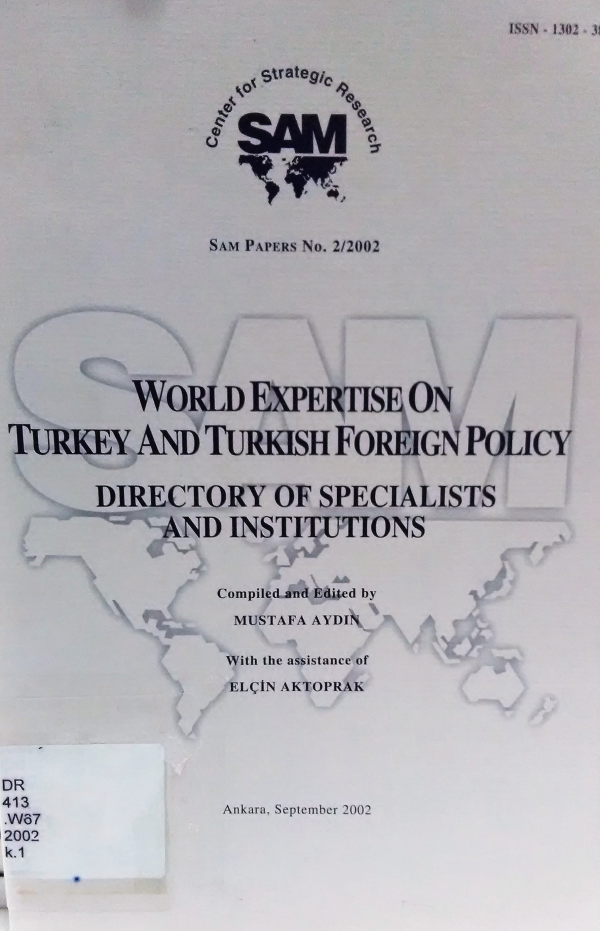 ISSN - 1302 - 3
Center for Strategic Research
SAM
SAM PAPERS NO. 2/2002
SAM
WORLD EXPERTISE ON
TURKEY AND TURKISH FOREIGN POLICY
DIRECTORY OF SPECIALISTS
AND INSTITUTIONS
Compiled and Edited by
MUSTAFA AYDIN
With the assistance of
ELÇİN AKTOPRAK
Ankara, September 2002
DR
413
.W67
2002
k.1